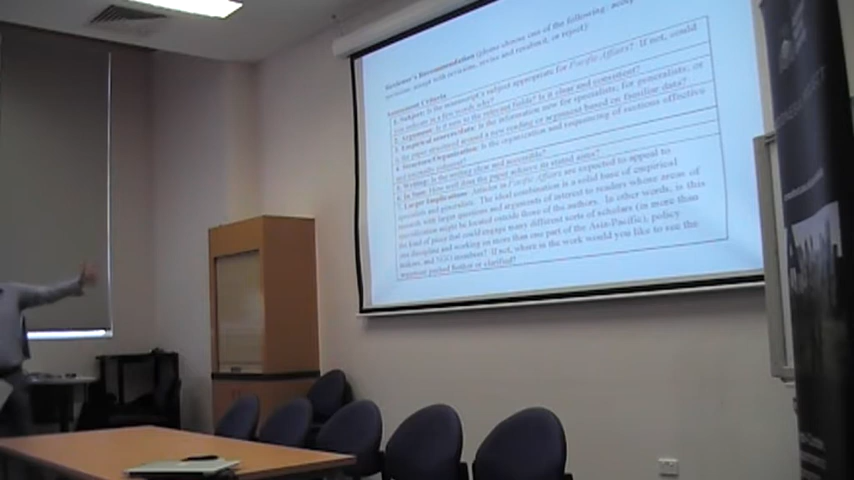 Reviewer's Recommendation (please choose one of the following: accept
revisions, accept with revisions, revise and resubmit, or reject)
Assessment Criteria
1. Subject: Is the manuscript's subject appropriate for Pacific Affairs? If not, could
you indicate in a few words why?
2. Argument: Is it new to the relevant fields? Is it clear and consistent?
3. Empirical sources/data: Is the information new for specialists; for generalists; or
is the paper structured around a new reading or argument based on familiar data?
4. Structure/Organization: Is the organization and sequencing of sections effective
5. Writing: Is the writing clear and accessible?
6. In Sum: How well does the paper achieve its stated aims?
Larger Implications: Articles in Pacific Affairs are expected to appeal to
specialists and generalists. The ideal combination is a solid base of empirical
research with larger questions and arguments of interest to readers whose areas of
specialization might be located outside those of the authors. In other words, is this
the kind of piece that could engage many different sorts of scholars (in more than
one discipline and working on more than one part of the Asia-Pacific), policy
makers, and NGO members? If not, where in the work would you like to see the
argument pushed further or clarified?